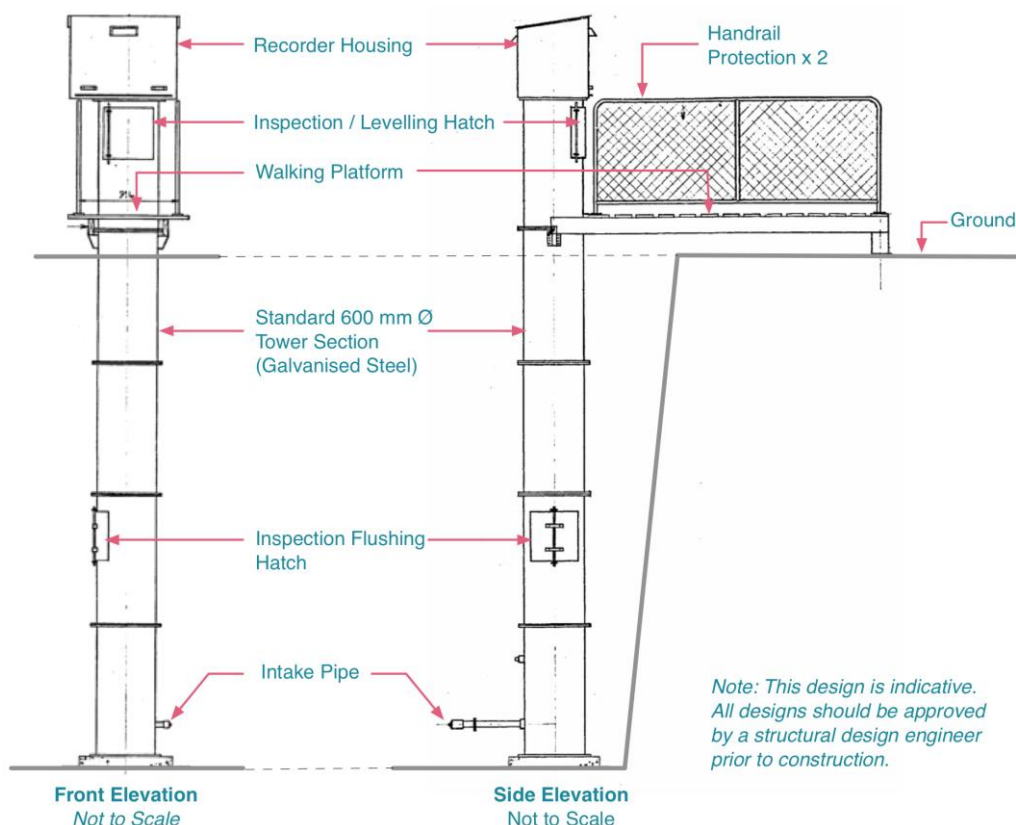 Recorder Housing
Handrail
Protection x 2
Inspection / Levelling Hatch
Walking Platform
Ground
Standard 600 mm Ø
Tower Section
(Galvanised Steel)
Inspection Flushing
Hatch
Intake Pipe
Note: This design is indicative.
All designs should be approved
by a structural design engineer
prior to construction.
Front Elevation
Not to Scale
Side Elevation
Not to Scale